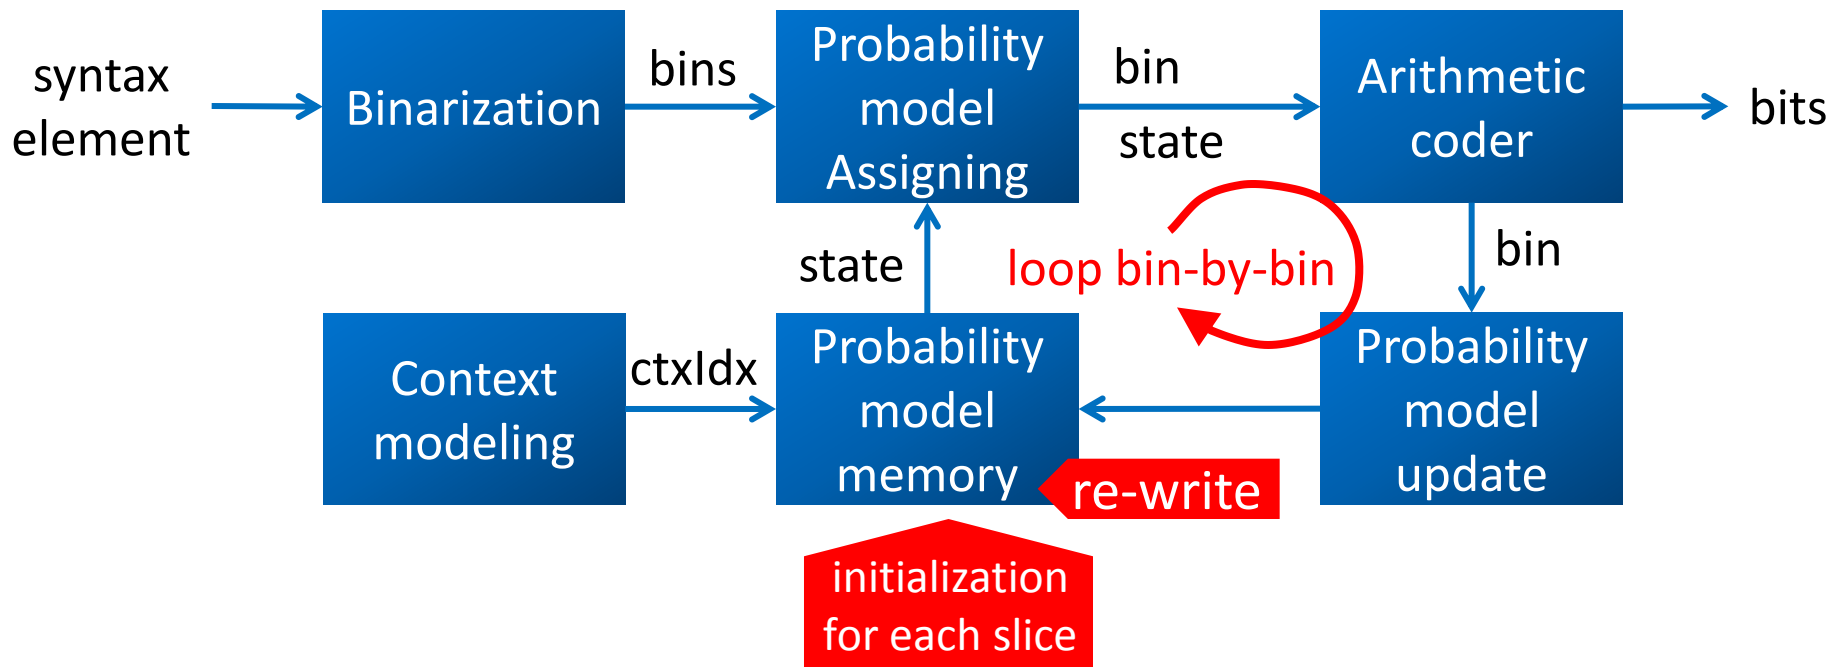 syntax
element
Binarization
bins
Probability
model
Assigning
bin
state
Arithmetic
coder
bits
state
loop bin-by-bin
bin
Context
modeling
ctxIdx
Probability
model
memory
re-write
Probability
model
update
initialization
for each slice